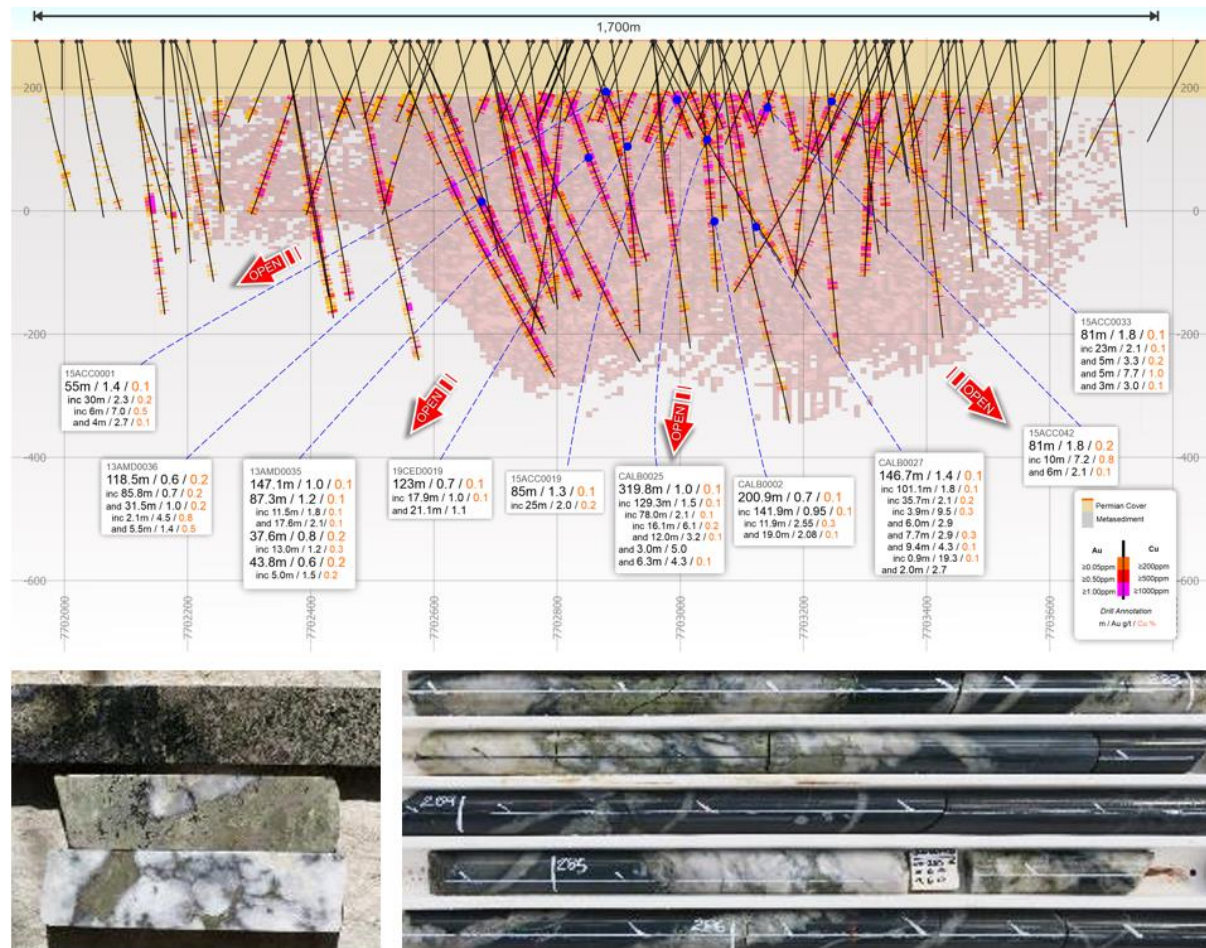 1,700m
200
200
0
0
-200
-200
-400
-400
-600
-600
OPEN
OPEN
OPEN
OPEN
15ACC0001
55m / 1.4 / 0.1
inc 30m / 2.3 / 0.2
inc 6m / 7.0 / 0.5
and 4m / 2.7 / 0.1
13AMD0036
118.5m / 0.6 / 0.2
inc 85.8m / 0.7 / 0.2
and 31.5m / 1.0 / 0.2
inc 2.1m / 4.5 / 0.6
and 5.5m / 1.4 / 0.5
13AMD0035
147.1m / 1.0 / 0.1
87.3m / 1.2 / 0.1
inc 11.5m / 1.8 / 0.1
and 17.6m / 2.1 / 0.1
37.6m / 0.8 / 0.2
inc 13.0m / 1.2 / 0.3
43.8m / 0.6 / 0.2
inc 5.0m / 1.5 / 0.2
19CED0019
123m / 0.7 / 0.1
inc 17.9m / 1.0 / 0.1
and 21.1m / 1.1
15ACC0019
85m / 1.3 / 0.1
inc 25m / 2.0 / 0.2
CALB0025
319.8m / 1.0 / 0.1
inc 129.3m / 1.5 / 0.1
inc 78.0m / 2.1 / 0.1
inc 16.1m / 6.1 / 0.2
and 12.0m / 3.2 / 0.1
and 3.0m / 5.0
and 6.3m / 4.3 / 0.1
CALB0002
200.9m / 0.7 / 0.1
inc 141.9m / 0.95 / 0.1
inc 11.9m / 2.55 / 0.3
and 19.0m / 2.08 / 0.1
CALB0027
146.7m / 1.4 / 0.1
inc 101.1m / 1.8 / 0.1
inc 35.7m / 2.1 / 0.2
inc 3.9m / 9.5 / 0.3
and 6.0m / 2.9
and 7.7m / 2.9 / 0.3
and 9.4m / 4.3 / 0.1
inc 0.9m / 19.3 / 0.1
and 2.0m / 2.7
15ACC0033
81m / 1.8 / 0.1
inc 23m / 2.1 / 0.1
and 5m / 3.3 / 0.2
and 5m / 7.7 / 1.0
and 3m / 3.0 / 0.1
15ACC042
81m / 1.8 / 0.2
inc 10m / 7.2 / 0.8
and 6m / 2.1 / 0.1
Permian Cover
Metasediment
Au Cu
≥0.05ppm ≥200ppm
≥0.50ppm ≥500ppm
≥1.00ppm ≥1000ppm
Drill Annotation
m / Au g/t / Cu %
7702000
7702200
7702400
7702600
7702800
7703000
7703200
7703400
7703600
284
285
286